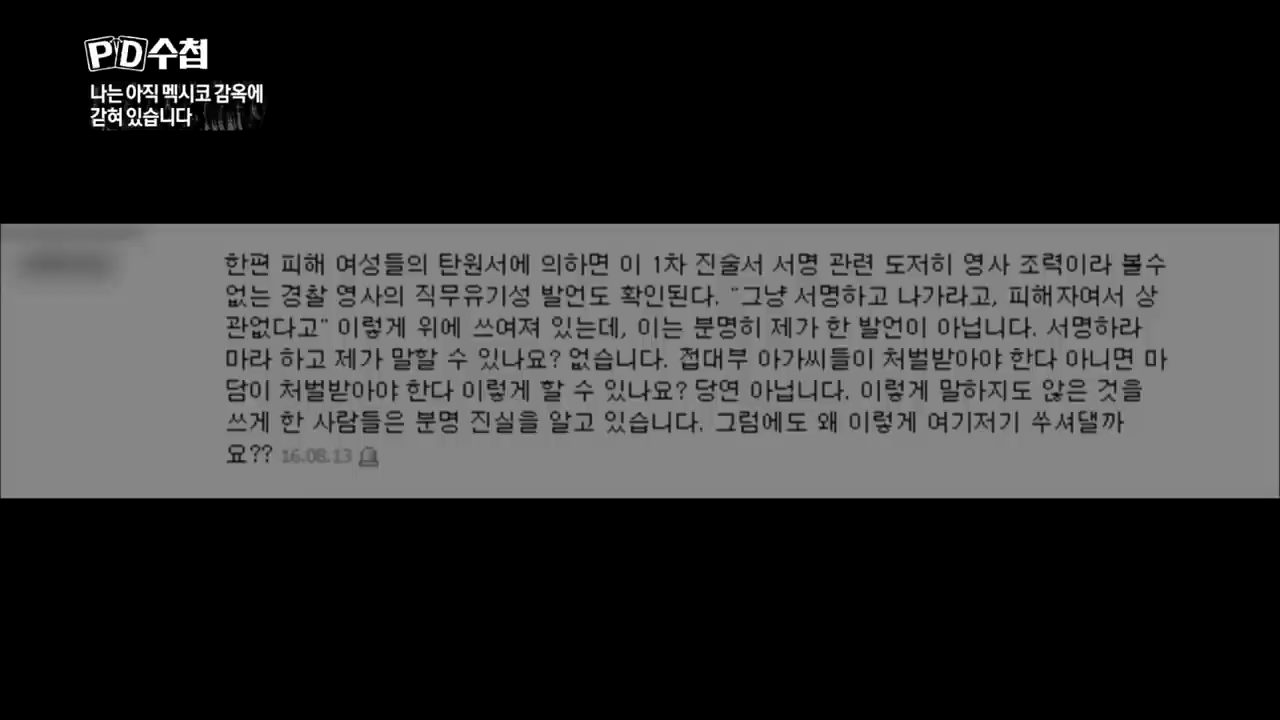 PD수첩
나는 아직 멕시코 감옥에
갇혀 있습니다
한편 피해 여성들의 탄원서에 의하면 이 1차 진술서 서명 관련 도저히 영사 조력이라 볼수
없는 경찰 영사의 직무유기성 발언도 확인된다. "그냥 서명하고 나가라고, 피해자여서 상
관없다고" 이렇게 위에 쓰여져 있는데, 이는 분명히 제가 한 발언이 아닙니다. 서명하라
마라 하고 제가 말할 수 있나요? 없습니다. 접대부 아가씨들이 처벌받아야 한다 아니면 마
담이 처벌받아야 한다 이렇게 할 수 있나요? 당연 아닙니다. 이렇게 말하지도 않은 것을
쓰게 한 사람들은 분명 진실을 알고 있습니다. 그럼에도 왜 이렇게 여기저기 쑤셔댈까
요?? 16.08.13